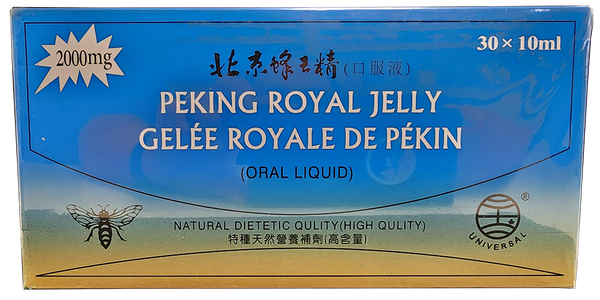 2000mg
30×10ml
北京蜂王精(口服液)
PEKING ROYAL JELLY
GELÉE ROYALE DE PÉKIN
(ORAL LIQUID)
NATURAL DIETETIC QULITY(HIGH QULITY)
特種天然營養補劑(高含量)
®
UNIVERSAL